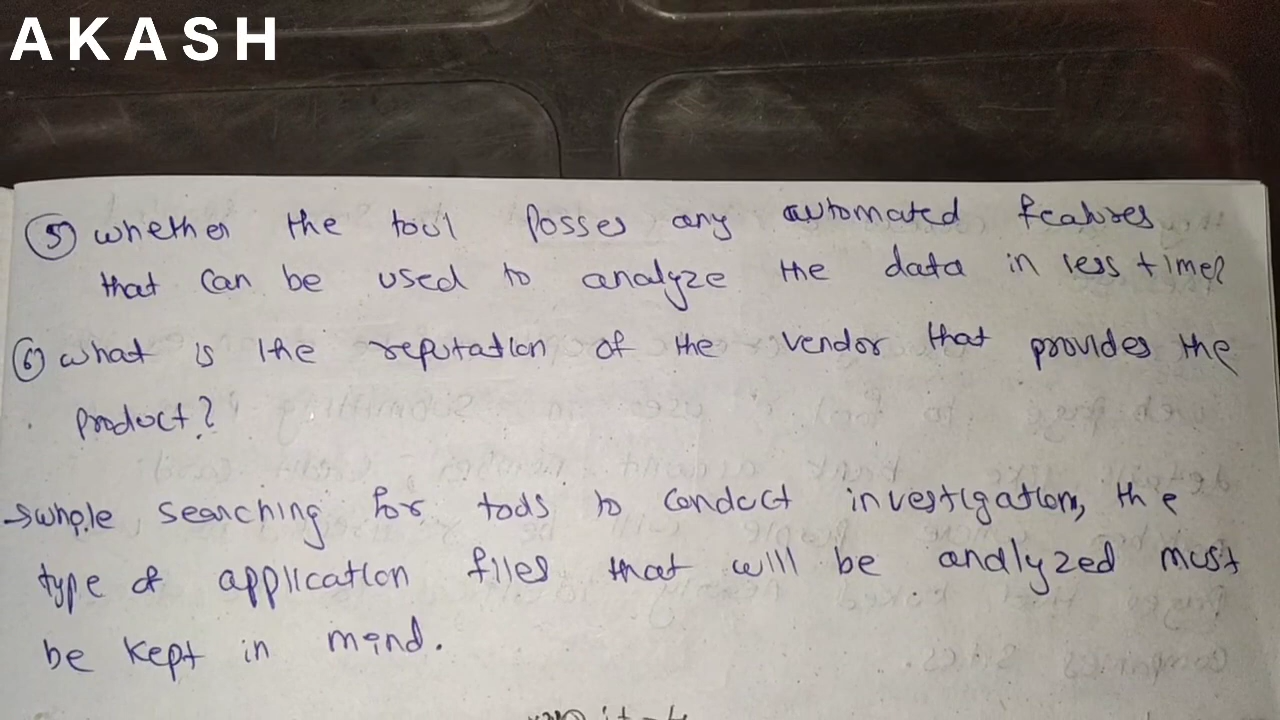 AKASH
⑤ whether the tool Posses any automated features
that can be used to analyze the data in less time?
⑥ what is the reputation of the vendor that provides the
product?
→ while searching for tools to conduct investigation, the
type of application files that will be analyzed must
be kept in mind.